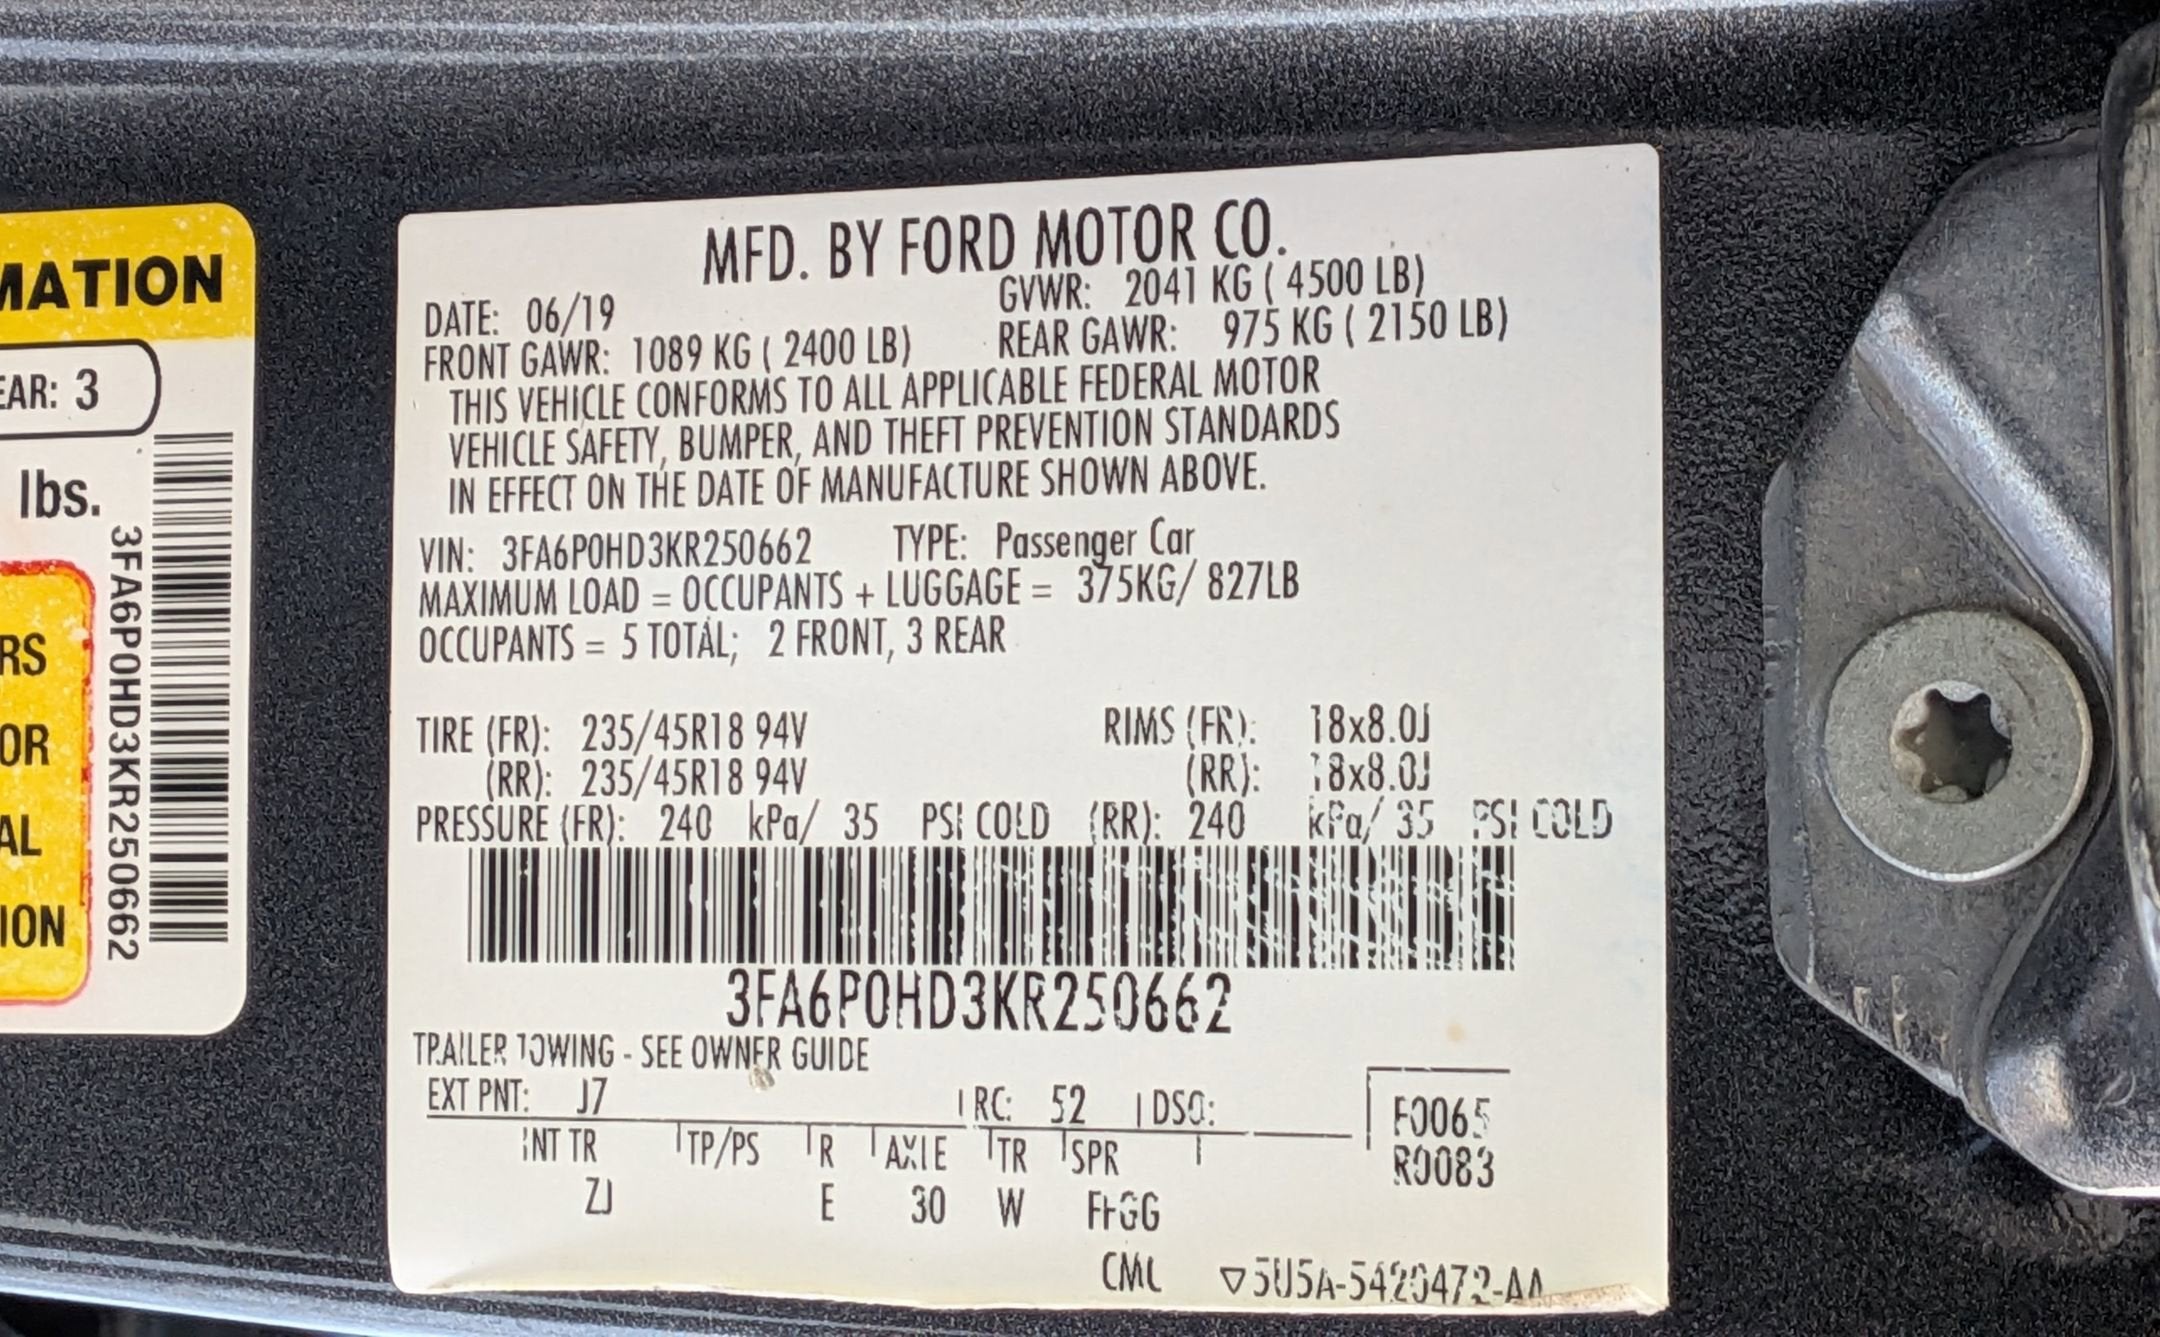 MATION
EAR: 3
lbs.
RS
OR
AL
ION
3FA6P0HD3KR250662
MFD. BY FORD MOTOR CO.
DATE: 06/19 GVWR: 2041 KG ( 4500 LB)
FRONT GAWR: 1089 KG ( 2400 LB) REAR GAWR: 975 KG ( 2150 LB)
THIS VEHICLE CONFORMS TO ALL APPLICABLE FEDERAL MOTOR
VEHICLE SAFETY, BUMPER, AND THEFT PREVENTION STANDARDS
IN EFFECT ON THE DATE OF MANUFACTURE SHOWN ABOVE.
VIN: 3FA6P0HD3KR250662 TYPE: Passenger Car
MAXIMUM LOAD = OCCUPANTS + LUGGAGE = 375KG/ 827LB
OCCUPANTS = 5 TOTAL; 2 FRONT, 3 REAR
TIRE (FR): 235/45R18 94V RIMS (FR): 18x8.0J
(RR): 235/45R18 94V (RR): 18x8.0J
PRESSURE (FR): 240 kPa/ 35 PSI COLD (RR): 240 kPa/ 35 PSI COLD
3FA6P0HD3KR250662
TRAILER TOWING - SEE OWNER GUIDE
EXT PNT: J7 RC: 52 DSO:
F0065
R0083
INT TR TP/PS R AXLE TR SPR
ZJ E 30 W
CML ▽5U5A-5420472-AA